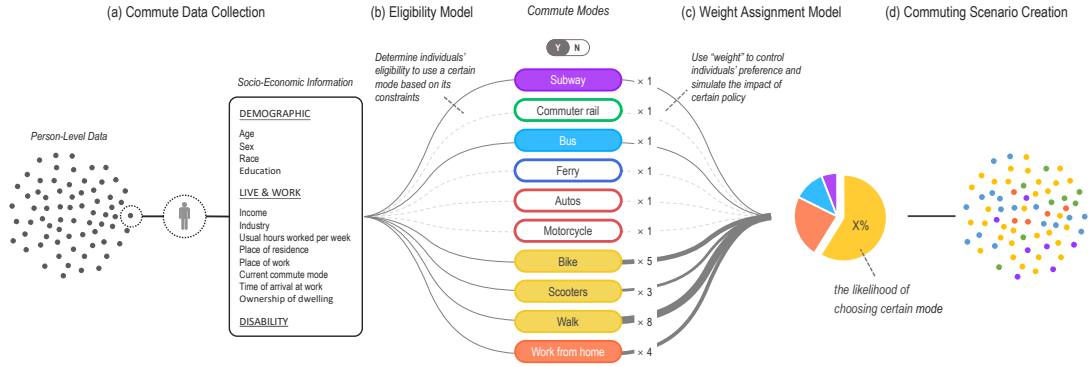 (a) Commute Data Collection
(b) Eligibility Model
Commute Modes
(c) Weight Assignment Model
(d) Commuting Scenario Creation
Person-Level Data
Socio-Economic Information
DEMOGRAPHIC
Age
Sex
Race
Education
LIVE & WORK
Income
Industry
Usual hours worked per week
Place of residence
Place of work
Current commute mode
Time of arrival at work
Ownership of dwelling
DISABILITY
Determine individuals'
eligibility to use a certain
mode based on its
constraints
Y N
Subway × 1
Commuter rail × 1
Bus × 1
Ferry × 1
Autos × 1
Motorcycle × 1
Bike × 5
Scooters × 3
Walk × 8
Work from home × 4
Use "weight" to control
individuals' preference and
simulate the impact of
certain policy
X%
the likelihood of
choosing certain mode